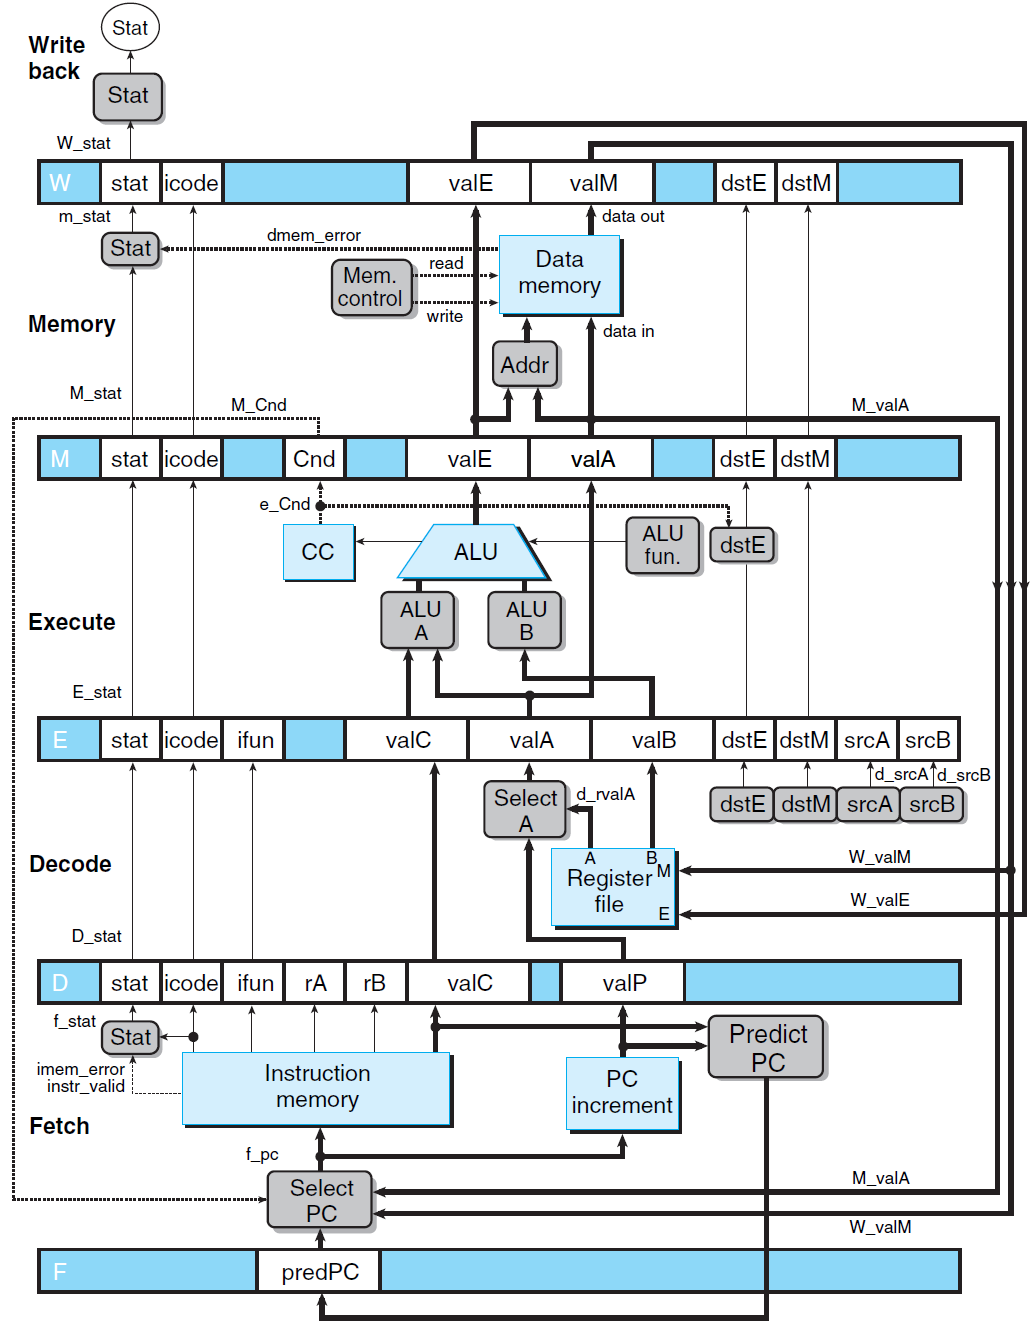 Stat
Write
back
Stat
W_stat
W
stat
icode
valE
valM
dstE
dstM
m_stat
data out
Stat
dmem_error
read
Mem.
control
write
Data
memory
Memory
data in
Addr
M_stat
M_Cnd
M_valA
M
stat
icode
Cnd
valE
valA
dstE
dstM
e_Cnd
CC
ALU
ALU
fun.
dstE
ALU
A
ALU
B
Execute
E_stat
E
stat
icode
ifun
valC
valA
valB
dstE
dstM
srcA
srcB
d_srcA
d_srcB
Select
A
d_rvalA
dstE
dstM
srcA
srcB
Decode
A
B
M
Register
file
E
W_valM
W_valE
D_stat
D
stat
icode
ifun
rA
rB
valC
valP
f_stat
Stat
Predict
PC
imem_error
instr_valid
Instruction
memory
PC
increment
Fetch
f_pc
Select
PC
M_valA
W_valM
F
predPC